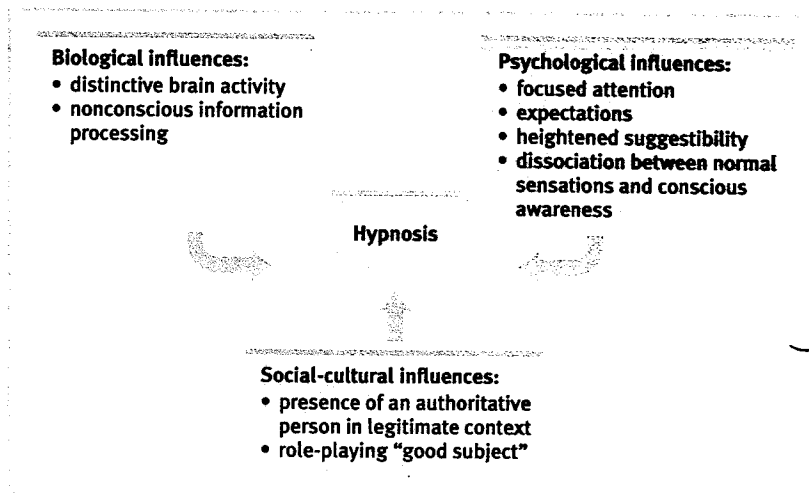 Biological influences:
• distinctive brain activity
• nonconscious information
processing
Psychological influences:
• focused attention
• expectations
• heightened suggestibility
• dissociation between normal
sensations and conscious
awareness
Hypnosis
Social-cultural influences:
• presence of an authoritative
person in legitimate context
• role-playing “good subject”